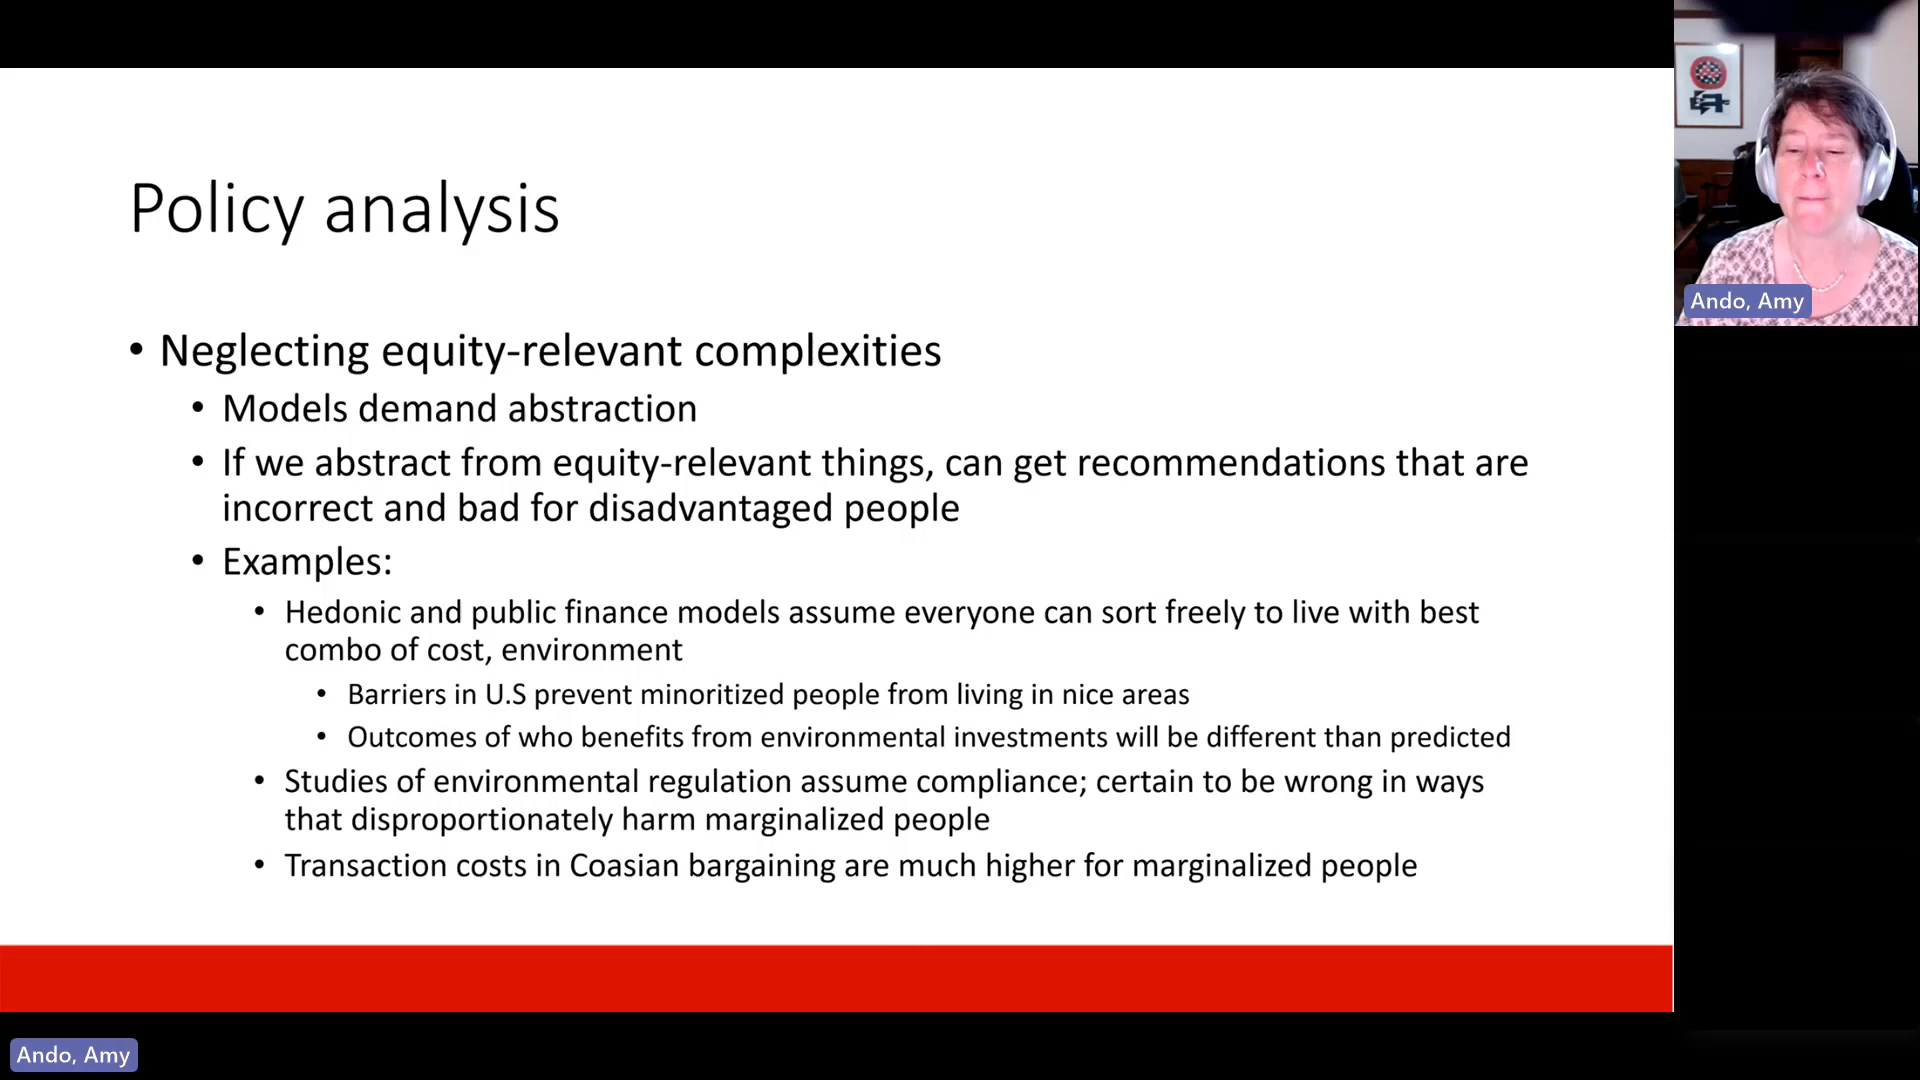 Policy analysis
• Neglecting equity-relevant complexities
• Models demand abstraction
• If we abstract from equity-relevant things, can get recommendations that are
incorrect and bad for disadvantaged people
• Examples:
• Hedonic and public finance models assume everyone can sort freely to live with best
combo of cost, environment
• Barriers in U.S prevent minoritized people from living in nice areas
• Outcomes of who benefits from environmental investments will be different than predicted
• Studies of environmental regulation assume compliance; certain to be wrong in ways
that disproportionately harm marginalized people
• Transaction costs in Coasian bargaining are much higher for marginalized people
Ando, Amy
Ando, Amy